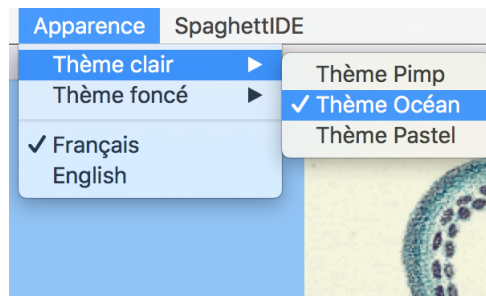 Apparence SpaghettIDE
Thème clair
Thème foncé
Français
English
Thème Pimp
Thème Océan
Thème Pastel